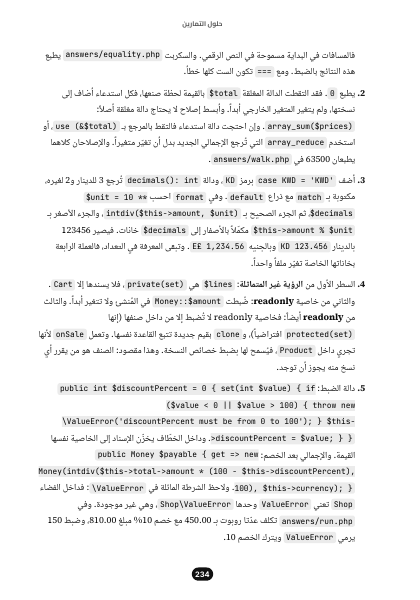 حلول التمارين
فالمسافات في البداية مسموحة في النص الرقمي. والسكربت answers/equality.php يطبع
هذه النتائج بالضبط. ومع === تكون الست كلها خطأ.
2. يطبع 0 . فقد التقطت الدالة المغلقة $total بالقيمة لحظة صنعها، فكل استدعاء أضاف إلى
نسختها، ولم يتغير المتغير الخارجي أبداً. وأبسط إصلاح لا يحتاج دالة مغلقة أصلاً:
array_sum($prices) . وإن احتجت دالة استدعاء فالتقط بالمرجع بـ use (&$total) ، أو
استخدم array_reduce التي تُرجع الإجمالي الجديد بدل أن تغيّر متغيراً. والإصلاحان كلاهما
يطبعان 63500 في answers/walk.php .
3. أضف case KWD = 'KWD' برمز KD ، ودالة decimals(): int تُرجع 3 للدينار و2 لغيره،
مكتوبة بـ match مع ذراع default . وفي format احسب $unit = 10 **
$decimals، ثم الجزء الصحيح بـ intdiv($this->amount, $unit)، والجزء الأصغر بـ
$this->amount % $unit مكمّلاً بالأصفار إلى $decimals خانات. فيصير 123456
بالدينار KD 123.456 وبالجنيه E£ 1,234.56 . وتبقى المعرفة في التعداد، فالعملة الرابعة
بخاناتها الخاصة تغيّر ملفاً واحداً.
4. السطر الأول من الرؤية غير المتماثلة: $lines هي private(set) ، فلا يسندها إلا Cart .
والثاني من خاصية readonly: ضُبطت Money::$amount في المُنشئ ولا تتغير أبداً. والثالث
من readonly أيضاً: فخاصية readonly لا تُضبط إلا من داخل صنفها (إنها
protected(set) افتراضياً)، و clone بقيم جديدة تتبع القاعدة نفسها. وتعمل onSale لأنها
تجري داخل Product ، فيُسمح لها بضبط خصائص النسخة. وهذا مقصود: الصنف هو من يقرر أي
نسخ منه يجوز أن توجد.
5. دالة الضبط: public int $discountPercent = 0 { set(int $value) { if
($value < 0 || $value > 100) { throw new
\ValueError('discountPercent must be from 0 to 100'); } $this-
>discountPercent = $value; } }. وداخل الخطّاف يخزّن الإسناد إلى الخاصية نفسها
القيمة. والإجمالي بعد الخصم: public Money $payable { get => new
Money(intdiv($this->total->amount * (100 - $this->discountPercent),
100), $this->currency); }. ولاحظ الشرطة المائلة في \ValueError : فداخل الفضاء
Shop تعني ValueError وحدها Shop\ValueError ، وهي غير موجودة. وفي
answers/run.php تكلف عذتا روبوت بـ 450.00 مع خصم 10% مبلغ 810.00، وضبط 150
يرمي ValueError ويترك الخصم 10.
234